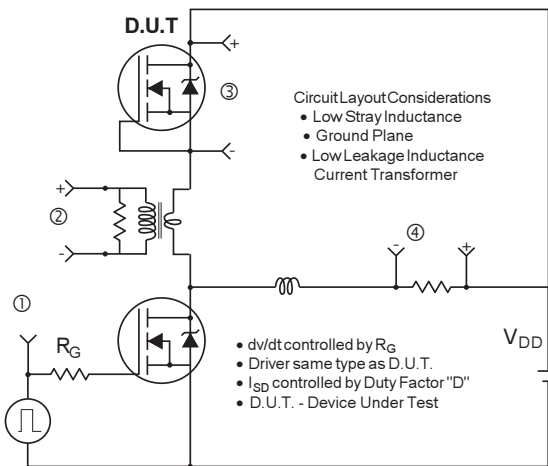 D.U.T
+
③
-
Circuit Layout Considerations
• Low Stray Inductance
• Ground Plane
• Low Leakage Inductance
Current Transformer
+
②
-
④
-
+
①
RG
VDD
• dv/dt controlled by RG
• Driver same type as D.U.T.
• ISD controlled by Duty Factor "D"
• D.U.T. - Device Under Test